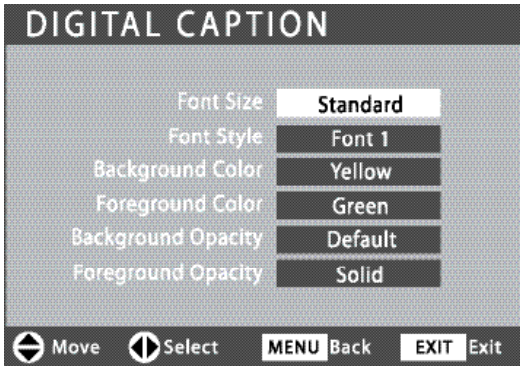 DIGITAL CAPTION
Font Size Standard
Font Style Font 1
Background Color Yellow
Foreground Color Green
Background Opacity Default
Foreground Opacity Solid
Move Select MENU Back EXIT Exit